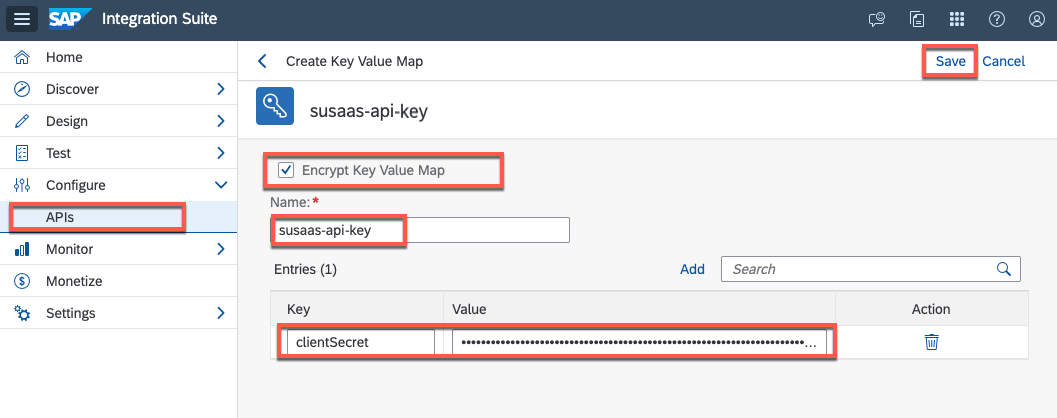 SAP Integration Suite
Home
Discover
Design
Test
Configure
APIs
Monitor
Monetize
Settings
Create Key Value Map
Save Cancel
susaas-api-key
Encrypt Key Value Map
Name:*
susaas-api-key
Entries (1)
Add
Search
Key Value Action
clientSecret ••••••••••••••••••••••••••••••••••••••••••••••••••••••••••••••••••••...